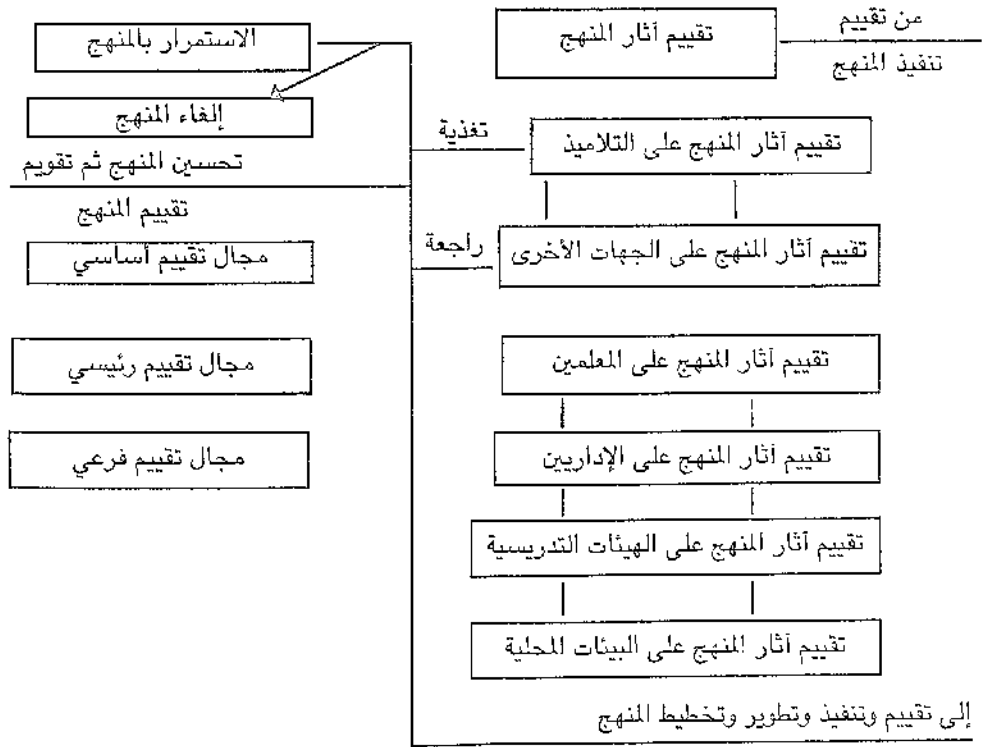 عن تقييم
تنفيذ المنهج
تقييم آثار المنهج
تقييم آثار المنهج على التلاميذ
تغذية
تقييم آثار المنهج على الجهات الأخرى
راجعة
تقييم آثار المنهج على المعلمين
تقييم آثار المنهج على الإداريين
تقييم آثار المنهج على الهيئات التدريسية
تقييم آثار المنهج على البيئات المحلية
إلى تقييم وتنفيذ وتطوير وتخطيط المنهج
الاستمرار بالمنهج
إلغاء المنهج
تحسين المنهج ثم تقويم
تقييم المنهج
مجال تقييم أساسي
مجال تقييم رئيسي
مجال تقييم فرعي